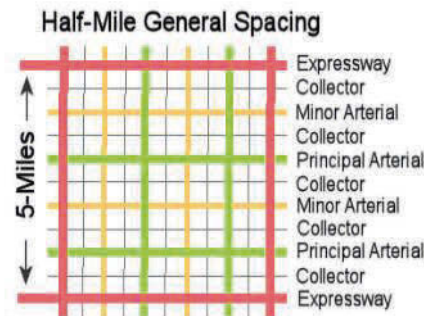 Half-Mile General Spacing
Expressway
Collector
Minor Arterial
Collector
Principal Arterial
Collector
Minor Arterial
Collector
Principal Arterial
Collector
Expressway
5-Miles